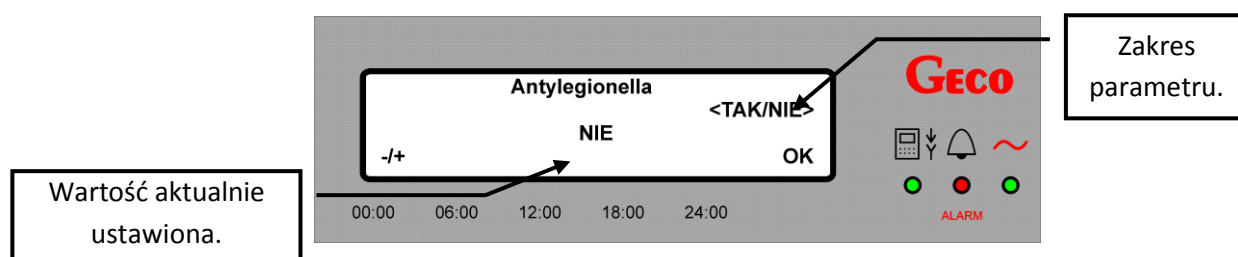 Zakres
parametru.
GECO
Antylegionella
<TAK/NIE>
NIE
-/+ OK
Wartość aktualnie
ustawiona.
00:00 06:00 12:00 18:00 24:00
ALARM